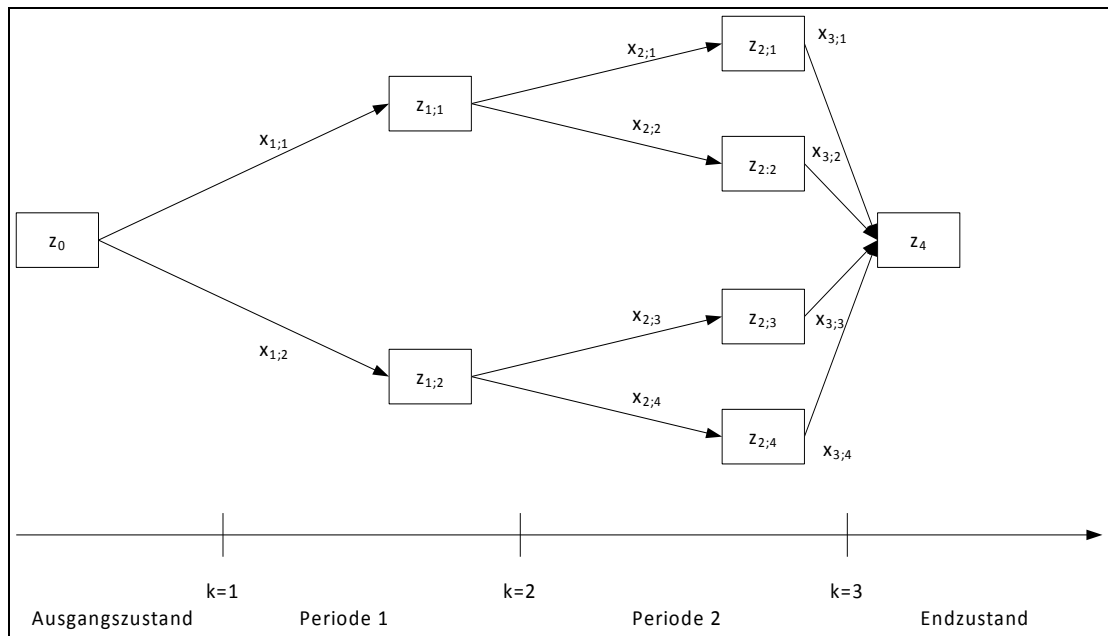 z2;1
x3;1
x2;1
z1;1
x2;2
x3;2
z2:2
x1;1
z0
z4
x2;3
z2;3
x3;3
x1;2
z1;2
x2;4
z2;4
x3;4
k=1
k=2
k=3
Ausgangszustand
Periode 1
Periode 2
Endzustand